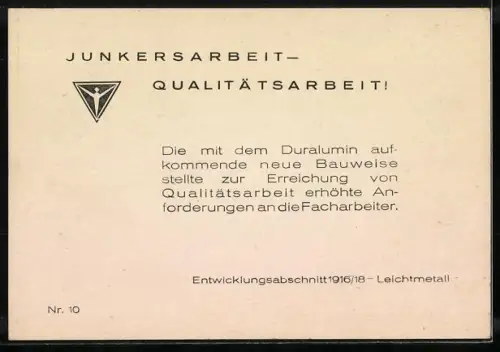 JUNKERSARBEIT–
QUALITÄTSARBEIT!
Die mit dem Duralumin auf-
kommende neue Bauweise
stellte zur Erreichung von
Qualitätsarbeit erhöhte An-
forderungen an die Facharbeiter.
Entwicklungsabschnitt 1916/18 – Leichtmetall
Nr. 10